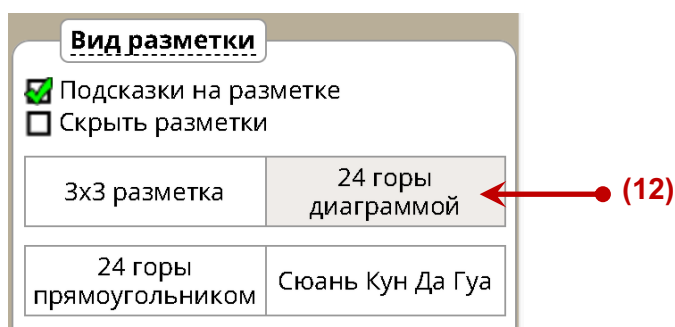 Вид разметки
Подсказки на разметке
Скрыть разметки
3х3 разметка
24 горы
диаграммой
(12)
24 горы
прямоугольником
Сюань Кун Да Гуа